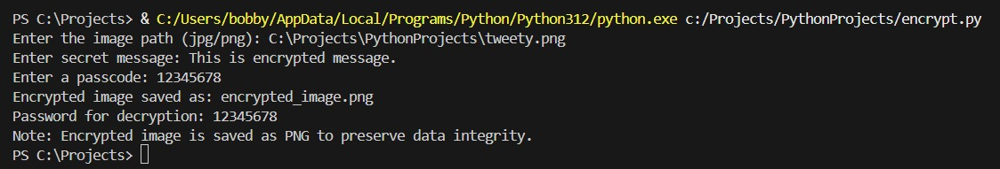 PS C:\Projects> & C:/Users/bobby/AppData/Local/Programs/Python/Python312/python.exe c:/Projects/PythonProjects/encrypt.py
Enter the image path (jpg/png): C:\Projects\PythonProjects\tweety.png
Enter secret message: This is encrypted message.
Enter a passcode: 12345678
Encrypted image saved as: encrypted_image.png
Password for decryption: 12345678
Note: Encrypted image is saved as PNG to preserve data integrity.
PS C:\Projects>